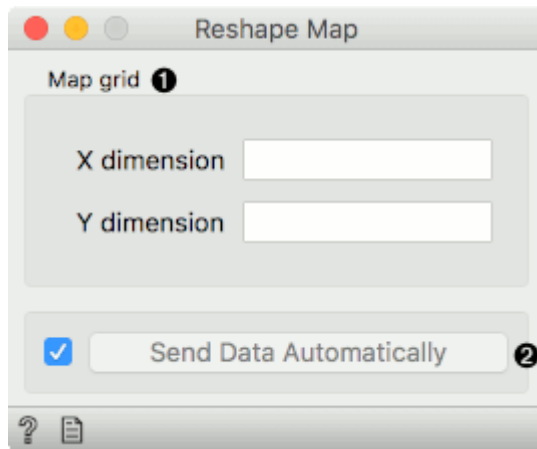 Reshape Map
Map grid ❶
X dimension
Y dimension
Send Data Automatically ❷
?